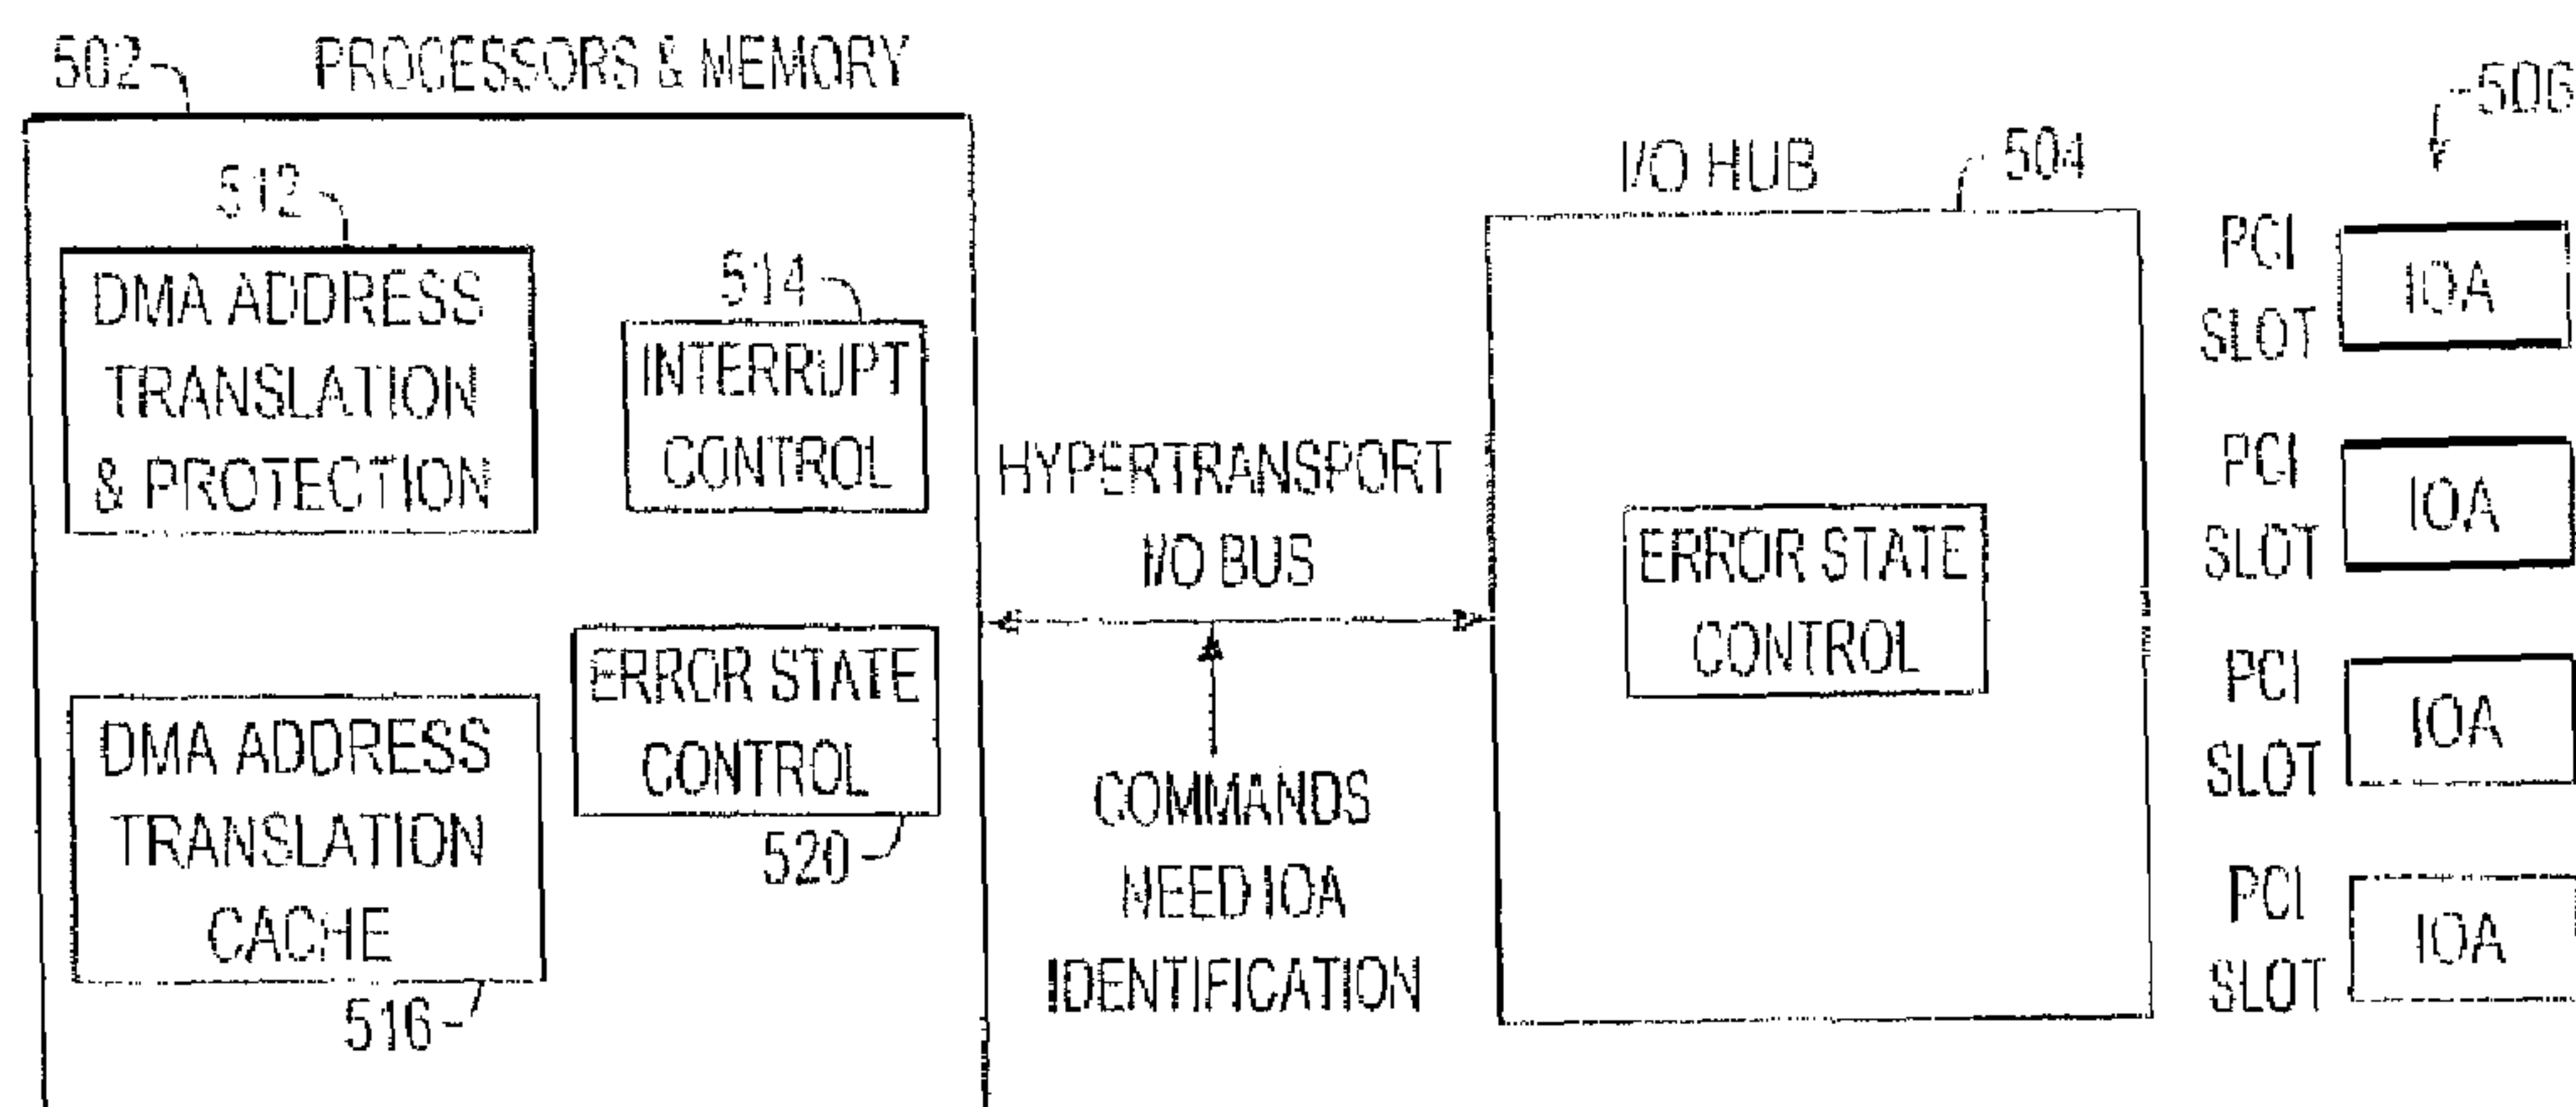 502
PROCESSORS & MEMORY
512
DMA ADDRESS
TRANSLATION
& PROTECTION
514
INTERRUPT
CONTROL
DMA ADDRESS
TRANSLATION
CACHE
516
ERROR STATE
CONTROL
520
HYPERTRANSPORT
I/O BUS
COMMANDS
NEED IOA
IDENTIFICATION
I/O HUB
504
ERROR STATE
CONTROL
506
PCI
SLOT
IOA
PCI
SLOT
IOA
PCI
SLOT
IOA
PCI
SLOT
IOA